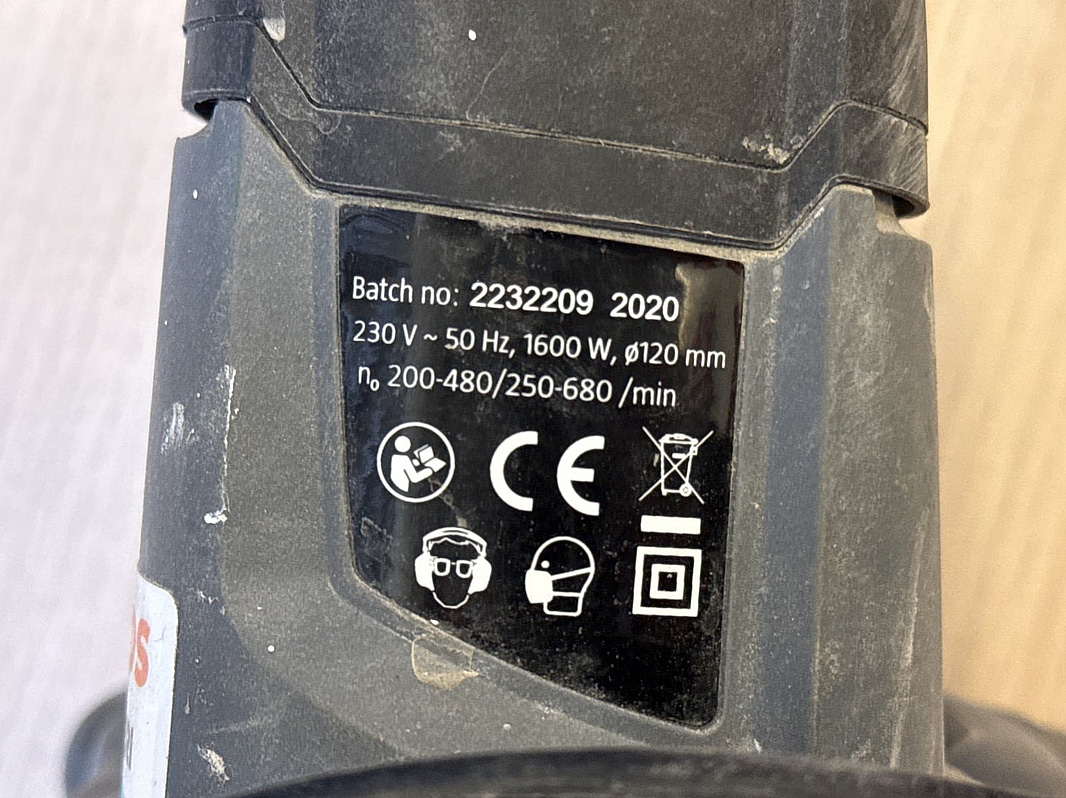 Batch no: 2232209 2020
230 V ~ 50 Hz, 1600 W, ø120 mm
n₀ 200-480/250-680 /min
CE